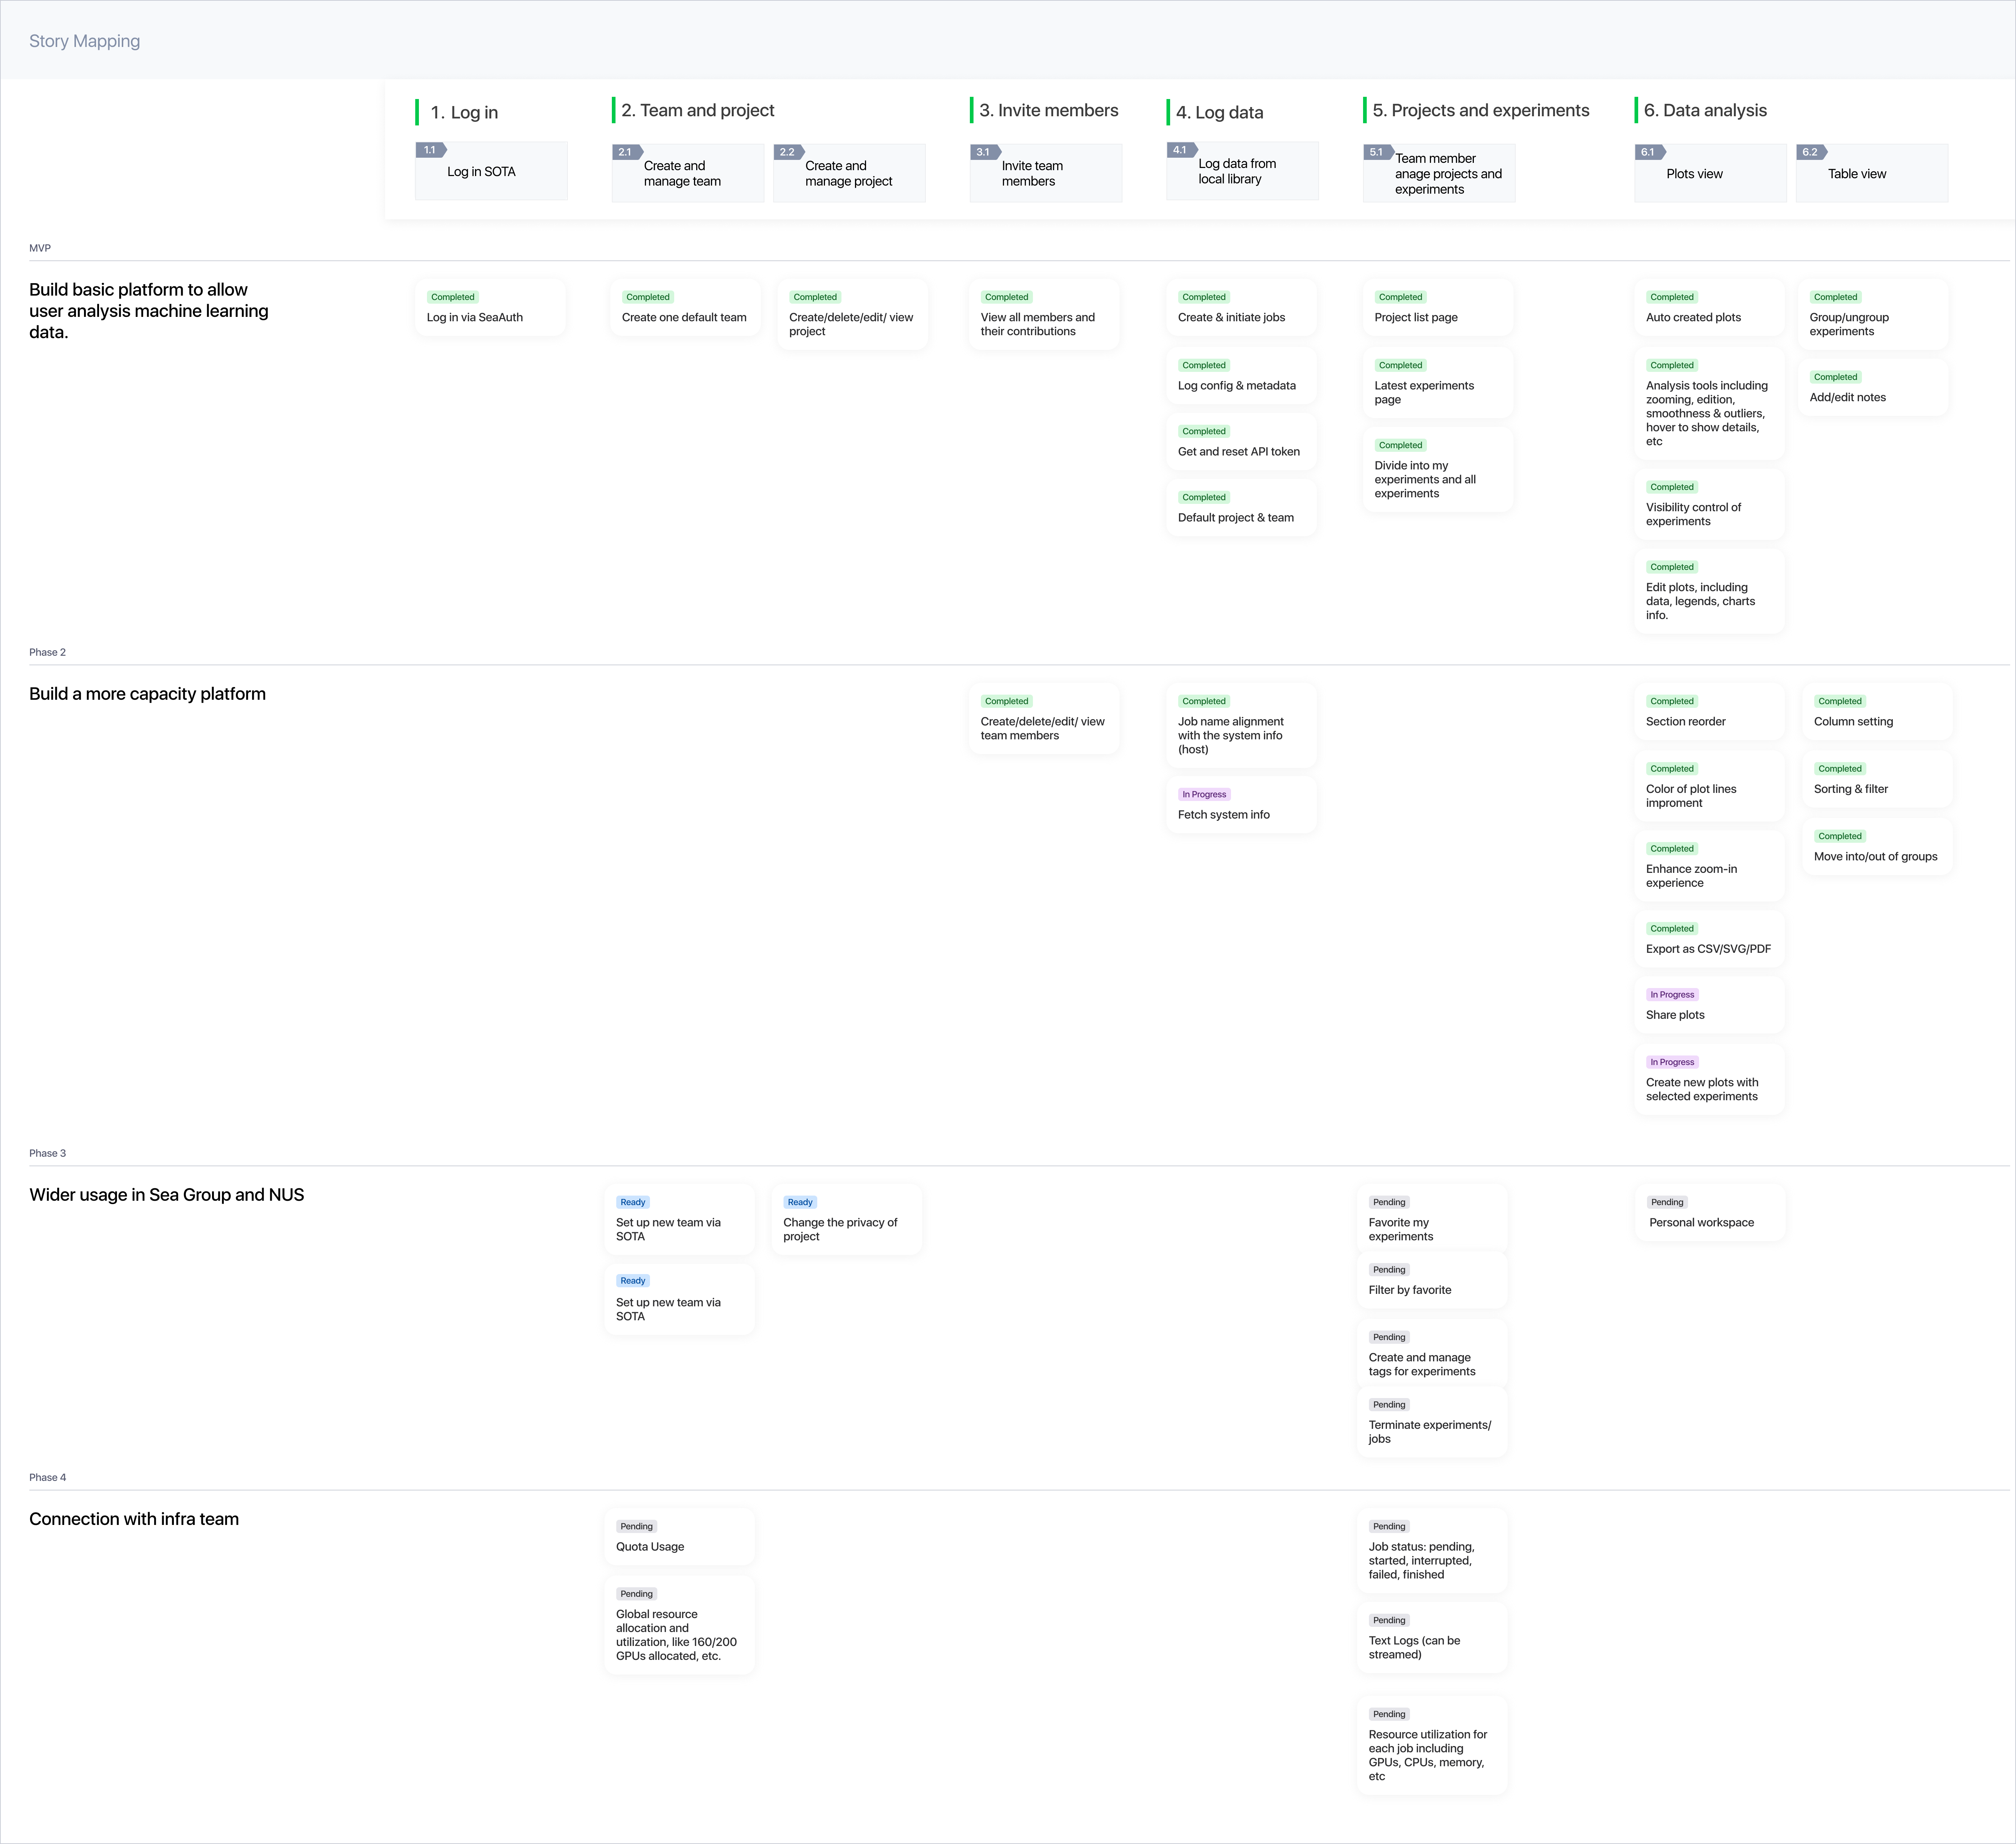 Story Mapping
1. Log in
2. Team and project
3. Invite members
4. Log data
5. Projects and experiments
6. Data analysis
1.1
Log in SOTA
2.1
Create and
manage team
2.2
Create and
manage project
3.1
Invite team
members
4.1
Log data from
local library
5.1
Team member
anage projects and
experiments
6.1
Plots view
6.2
Table view
MVP
Build basic platform to allow
user analysis machine learning
data.
Completed
Log in via SeaAuth
Completed
Create one default team
Completed
Create/delete/edit/ view
project
Completed
View all members and
their contributions
Completed
Create & initiate jobs
Completed
Log config & metadata
Completed
Get and reset API token
Completed
Default project & team
Completed
Project list page
Completed
Latest experiments
page
Completed
Divide into my
experiments and all
experiments
Completed
Auto created plots
Completed
Analysis tools including
zooming, edition,
smoothness & outliers,
hover to show details,
etc
Completed
Visibility control of
experiments
Completed
Edit plots, including
data, legends, charts
info.
Completed
Group/ungroup
experiments
Completed
Add/edit notes
Phase 2
Build a more capacity platform
Completed
Create/delete/edit/ view
team members
Completed
Job name alignment
with the system info
(host)
In Progress
Fetch system info
Completed
Section reorder
Completed
Color of plot lines
improment
Completed
Enhance zoom-in
experience
Completed
Export as CSV/SVG/PDF
In Progress
Share plots
In Progress
Create new plots with
selected experiments
Completed
Column setting
Completed
Sorting & filter
Completed
Move into/out of groups
Phase 3
Wider usage in Sea Group and NUS
Ready
Set up new team via
SOTA
Ready
Set up new team via
SOTA
Ready
Change the privacy of
project
Pending
Favorite my
experiments
Pending
Filter by favorite
Pending
Create and manage
tags for experiments
Pending
Terminate experiments/
jobs
Pending
Personal workspace
Phase 4
Connection with infra team
Pending
Quota Usage
Pending
Global resource
allocation and
utilization, like 160/200
GPUs allocated, etc.
Pending
Job status: pending,
started, interrupted,
failed, finished
Pending
Text Logs (can be
streamed)
Pending
Resource utilization for
each job including
GPUs, CPUs, memory,
etc